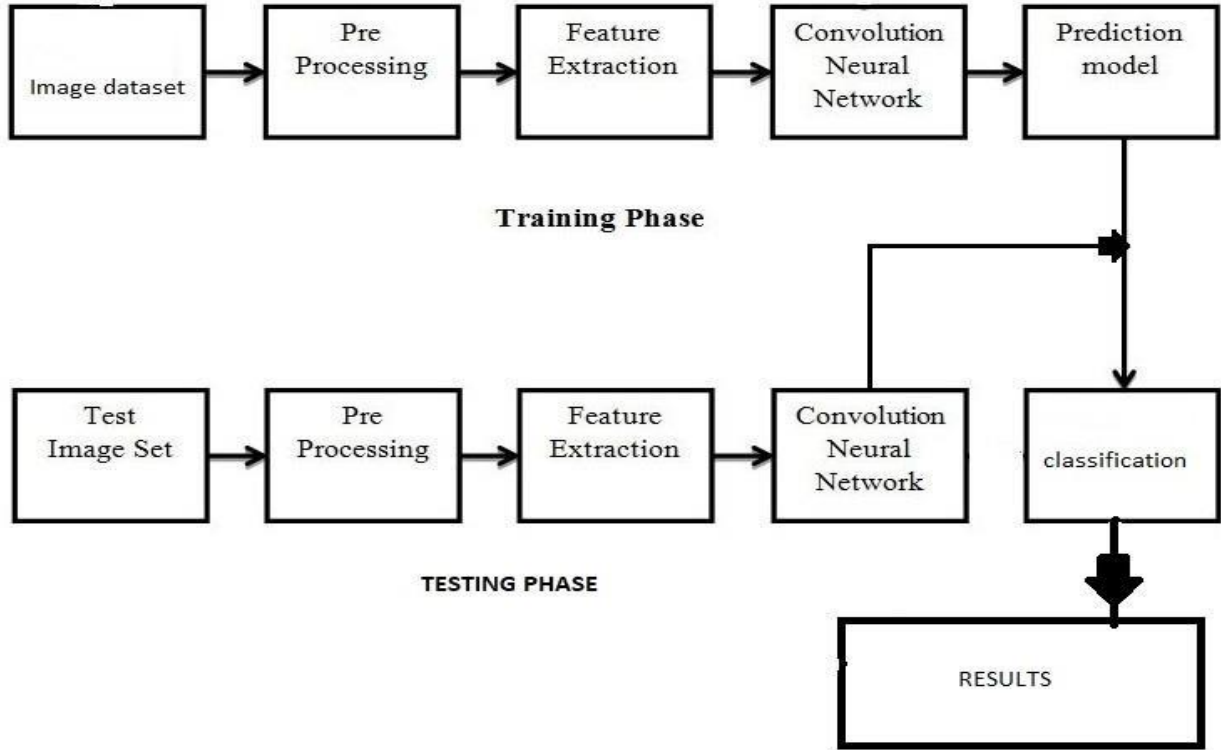 Image dataset
Pre
Processing
Feature
Extraction
Convolution
Neural
Network
Prediction
model
Training Phase
Test
Image Set
Pre
Processing
Feature
Extraction
Convolution
Neural
Network
classification
TESTING PHASE
RESULTS